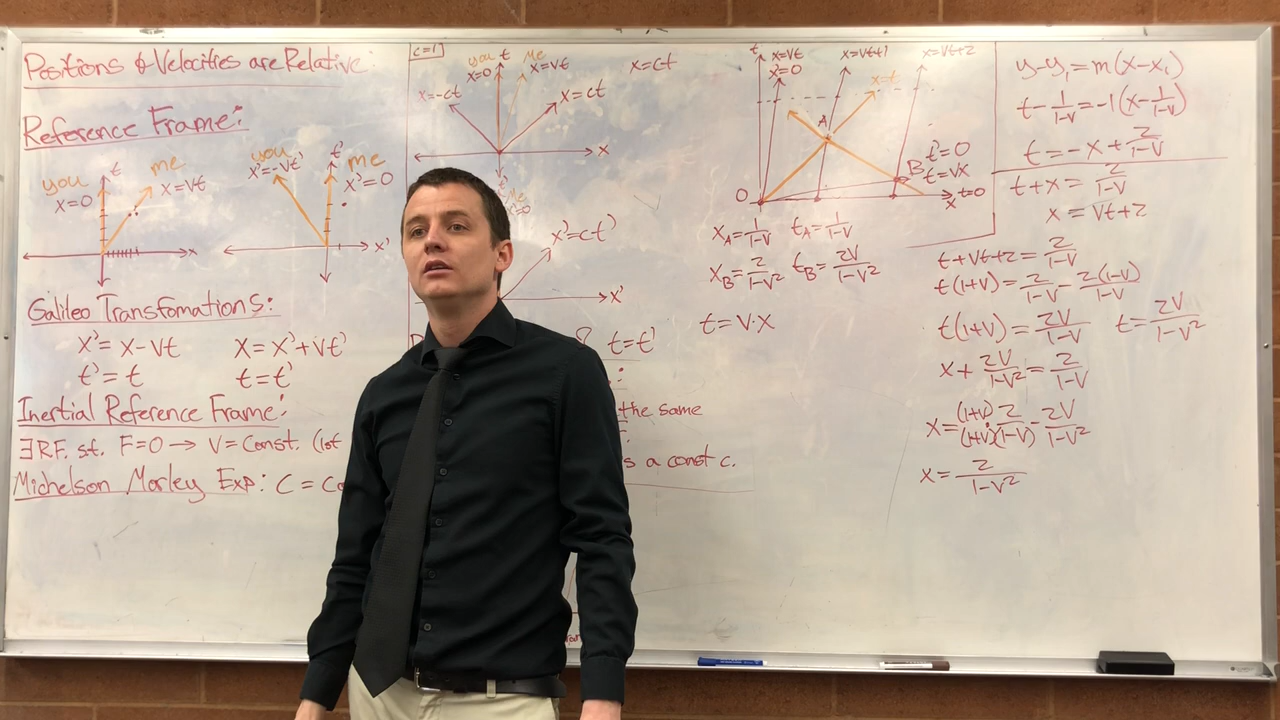 Positions & Velocities are Relative:
Reference Frame:
you
x=0
t
me
x=vt
x
you
x'=-vt'
t'
me
x'=0
x'
Galileo Transfomations:
x'=x-vt x=x'+vt'
t'=t t=t'
Inertial Reference Frame:
∃R.F. st. F=0 → V=Const. (1st
Michelson Morley Exp: C=Co
c=1
you
x=0
t
Me
x=vt
x=ct
x=-ct
x=ct
x
x'=ct'
x'
t=t'
the same
s a const c.
t
x=vt
x'=0
x=vt+1
x=vt+2
x=t
A
B
t'=0
t=vx
O
x
t=0
x_A=1/(1-v) t_A=1/(1-v)
x_B=2/(1-v²) t_B=2v/(1-v²)
t=v·x
y-y₁=m(x-x₁)
t-1/(1-v)=-1(x-1/(1-v))
t=-x+2/(1-v)
t+x=2/(1-v)
x=vt+2
t+vt+2=2/(1-v)
t(1+v)=2/(1-v)-2(1-v)/(1-v)
t(1+v)=2v/(1-v) t=2v/(1-v²)
x+2v/(1-v²)=2/(1-v)
x=(1+v)2/(1+v)(1-v)-2v/(1-v²)
x=2/(1-v²)